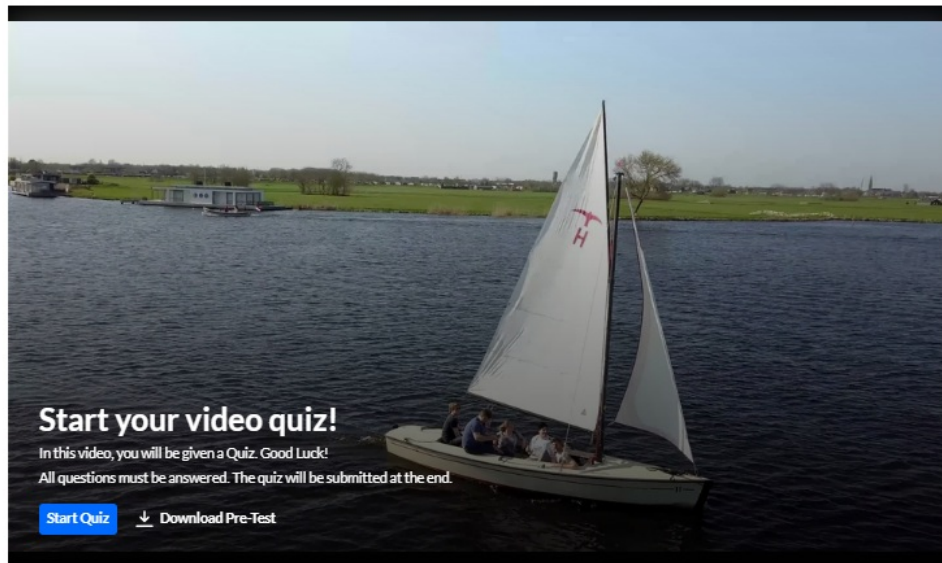 H
Start your video quiz!
In this video, you will be given a Quiz. Good Luck!
All questions must be answered. The quiz will be submitted at the end.
Start Quiz
Download Pre-Test